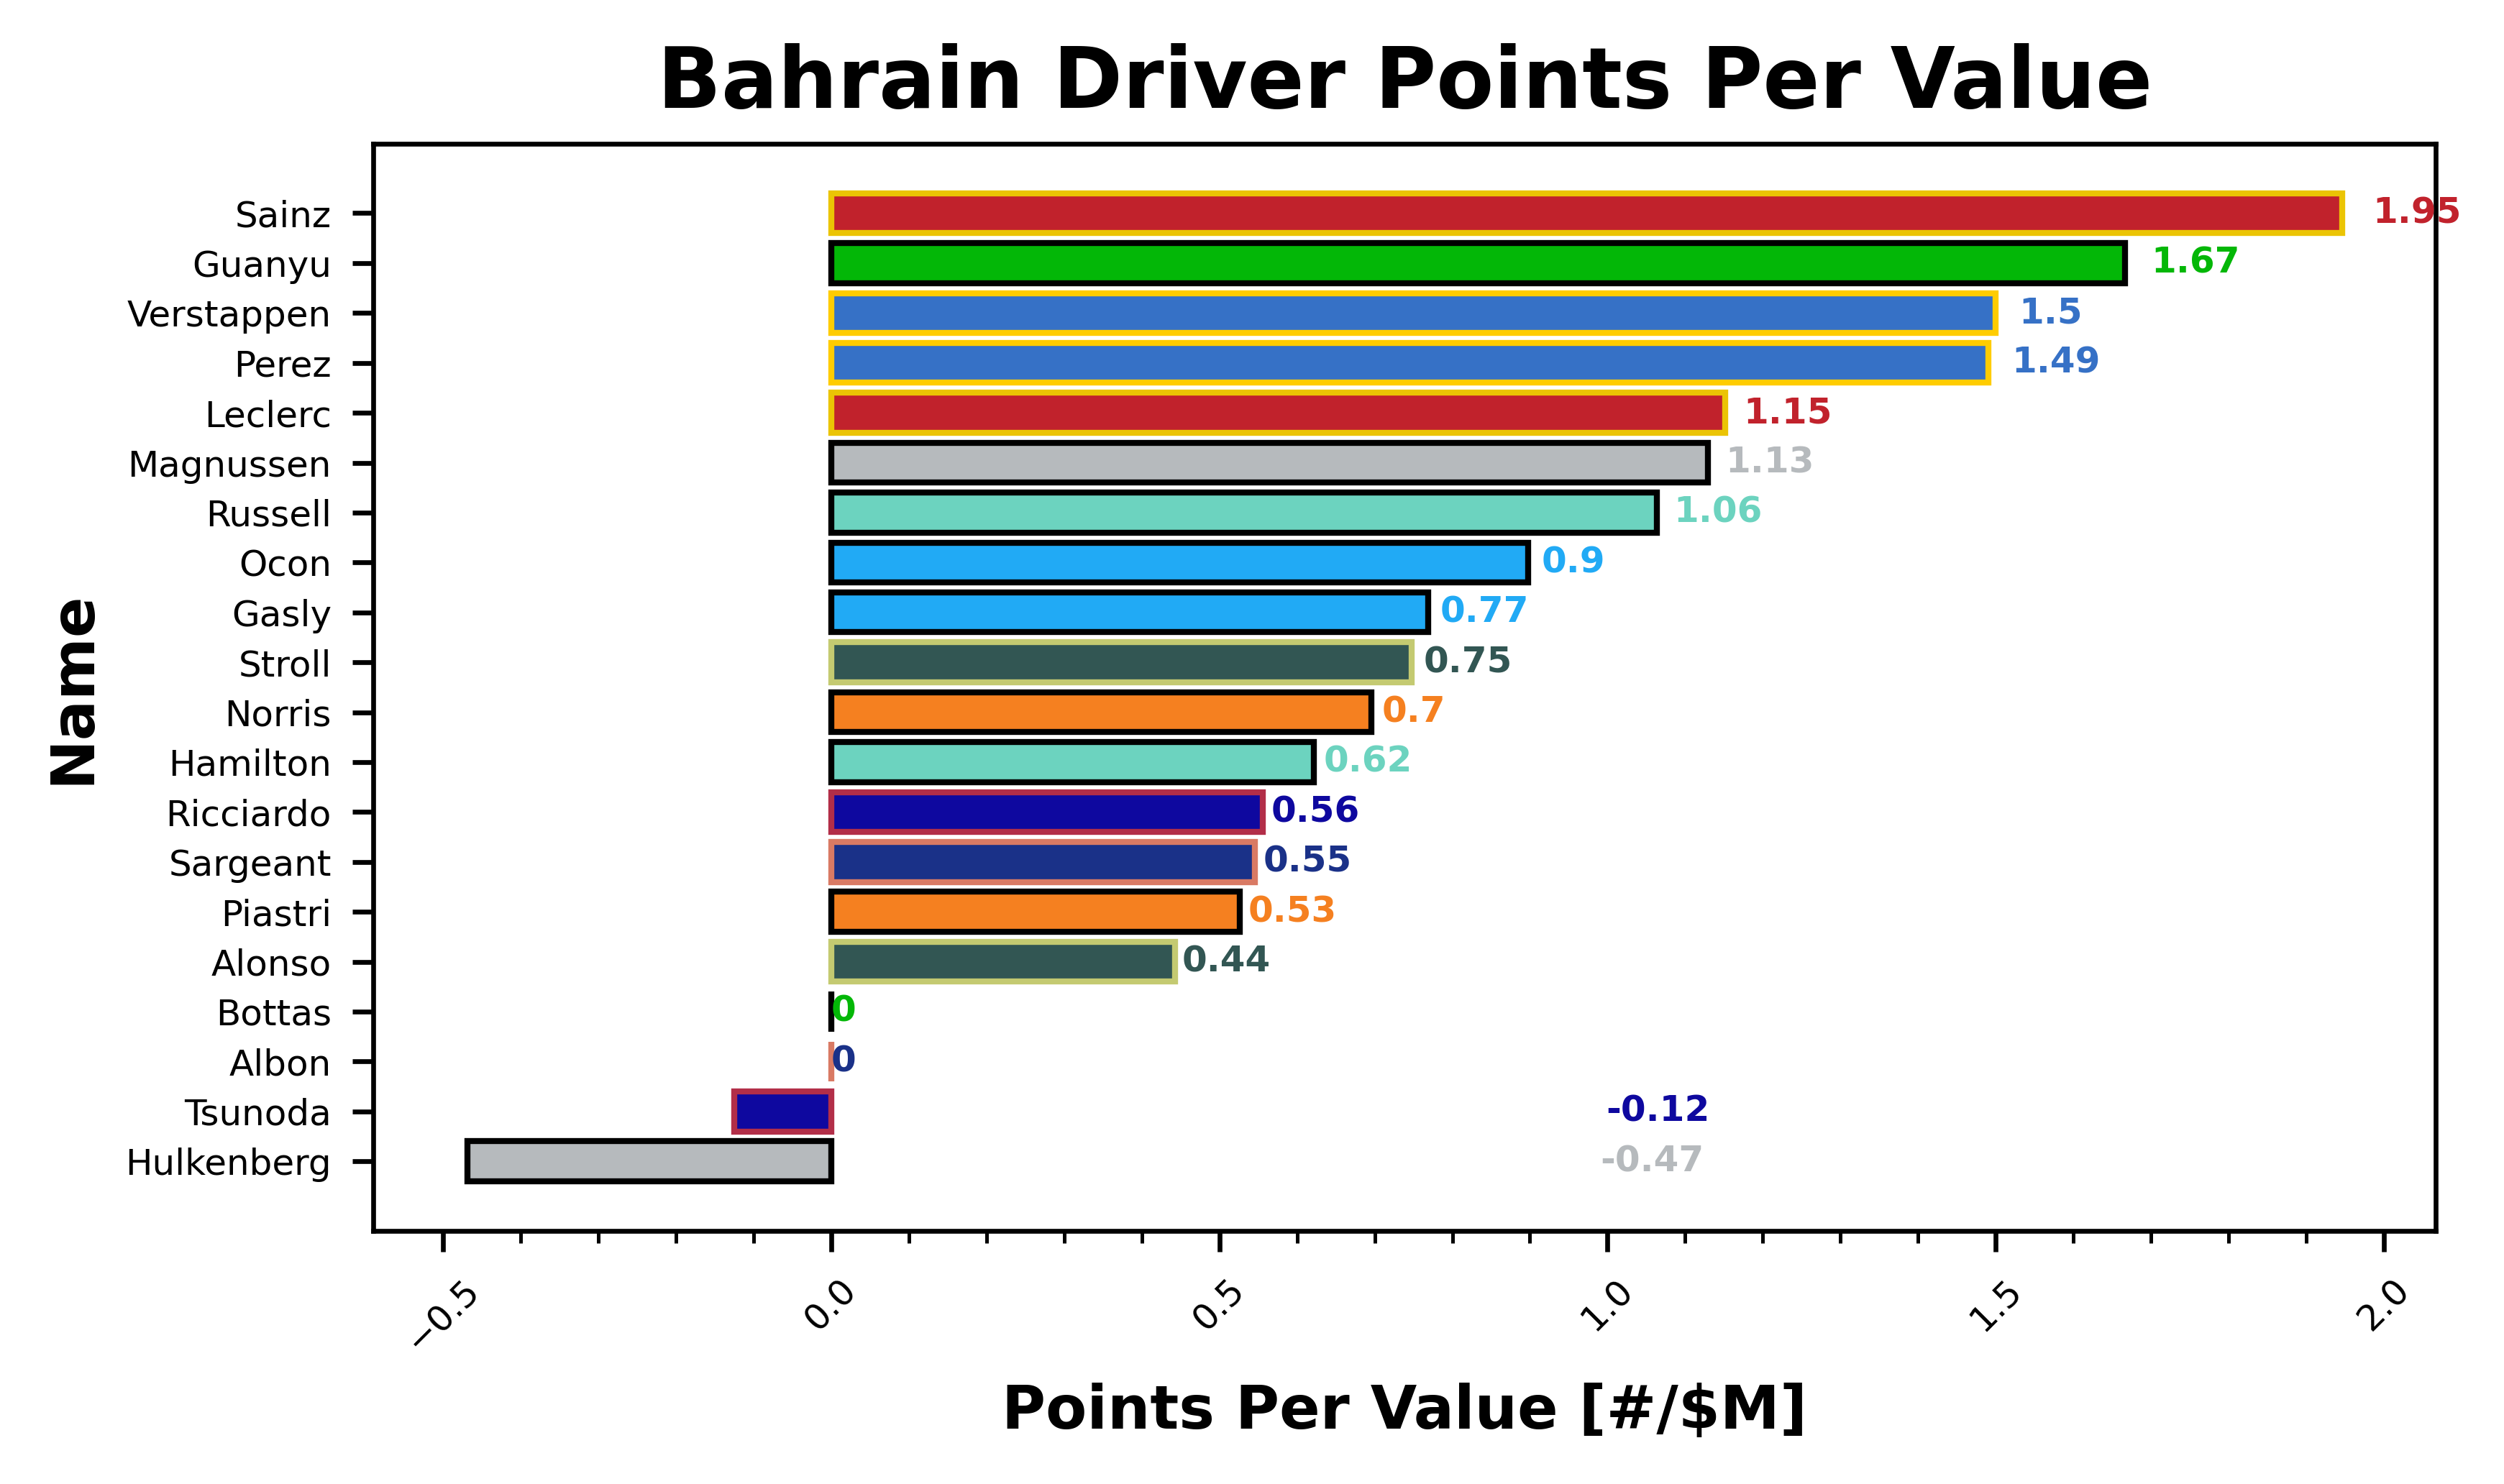 Bahrain Driver Points Per Value
Name
Sainz 1.95
Guanyu 1.67
Verstappen 1.5
Perez 1.49
Leclerc 1.15
Magnussen 1.13
Russell 1.06
Ocon 0.9
Gasly 0.77
Stroll 0.75
Norris 0.7
Hamilton 0.62
Ricciardo 0.56
Sargeant 0.55
Piastri 0.53
Alonso 0.44
Bottas 0
Albon 0
Tsunoda -0.12
Hulkenberg -0.47
−0.5 0.0 0.5 1.0 1.5 2.0
Points Per Value [#/$M]